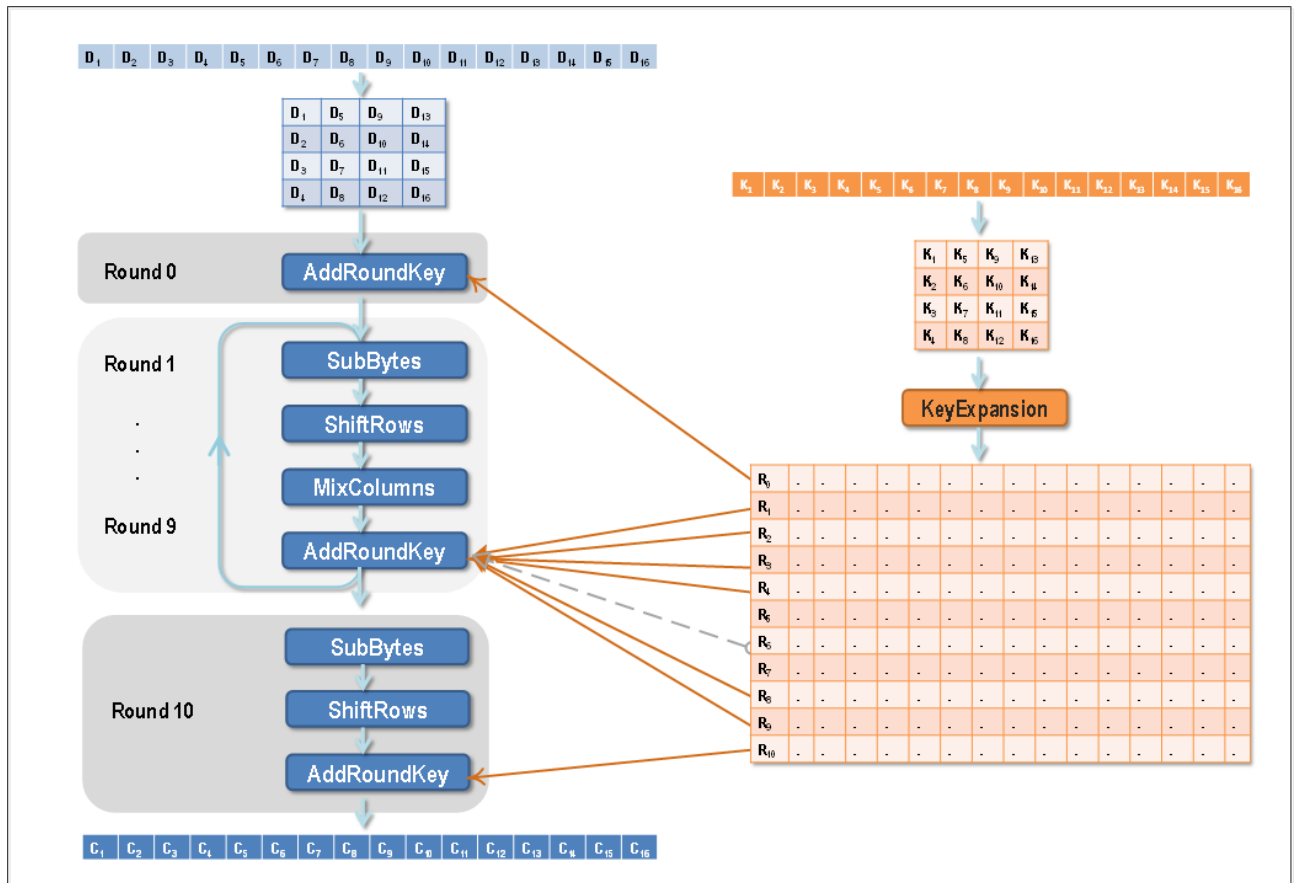 D₁ D₂ D₃ D₄ D₅ D₆ D₇ D₈ D₉ D₁₀ D₁₁ D₁₂ D₁₃ D₁₄ D₁₅ D₁₆
D₁ D₅ D₉ D₁₃
D₂ D₆ D₁₀ D₁₄
D₃ D₇ D₁₁ D₁₅
D₄ D₈ D₁₂ D₁₆
K₁ K₂ K₃ K₄ K₅ K₆ K₇ K₈ K₉ K₁₀ K₁₁ K₁₂ K₁₃ K₁₄ K₁₅ K₁₆
K₁ K₅ K₉ K₁₃
K₂ K₆ K₁₀ K₁₄
K₃ K₇ K₁₁ K₁₅
K₄ K₈ K₁₂ K₁₆
KeyExpansion
Round 0
AddRoundKey
Round 1
SubBytes
.
ShiftRows
.
.
MixColumns
Round 9
AddRoundKey
Round 10
SubBytes
ShiftRows
AddRoundKey
R₀ . . . . . . . . . . . . . . .
R₁ . . . . . . . . . . . . . . .
R₂ . . . . . . . . . . . . . . .
R₃ . . . . . . . . . . . . . . .
R₄ . . . . . . . . . . . . . . .
R₆ . . . . . . . . . . . . . . .
R₅ . . . . . . . . . . . . . . .
R₇ . . . . . . . . . . . . . . .
R₈ . . . . . . . . . . . . . . .
R₉ . . . . . . . . . . . . . . .
R₁₀ . . . . . . . . . . . . . . .
C₁ C₂ C₃ C₄ C₅ C₆ C₇ C₈ C₉ C₁₀ C₁₁ C₁₂ C₁₃ C₁₄ C₁₅ C₁₆